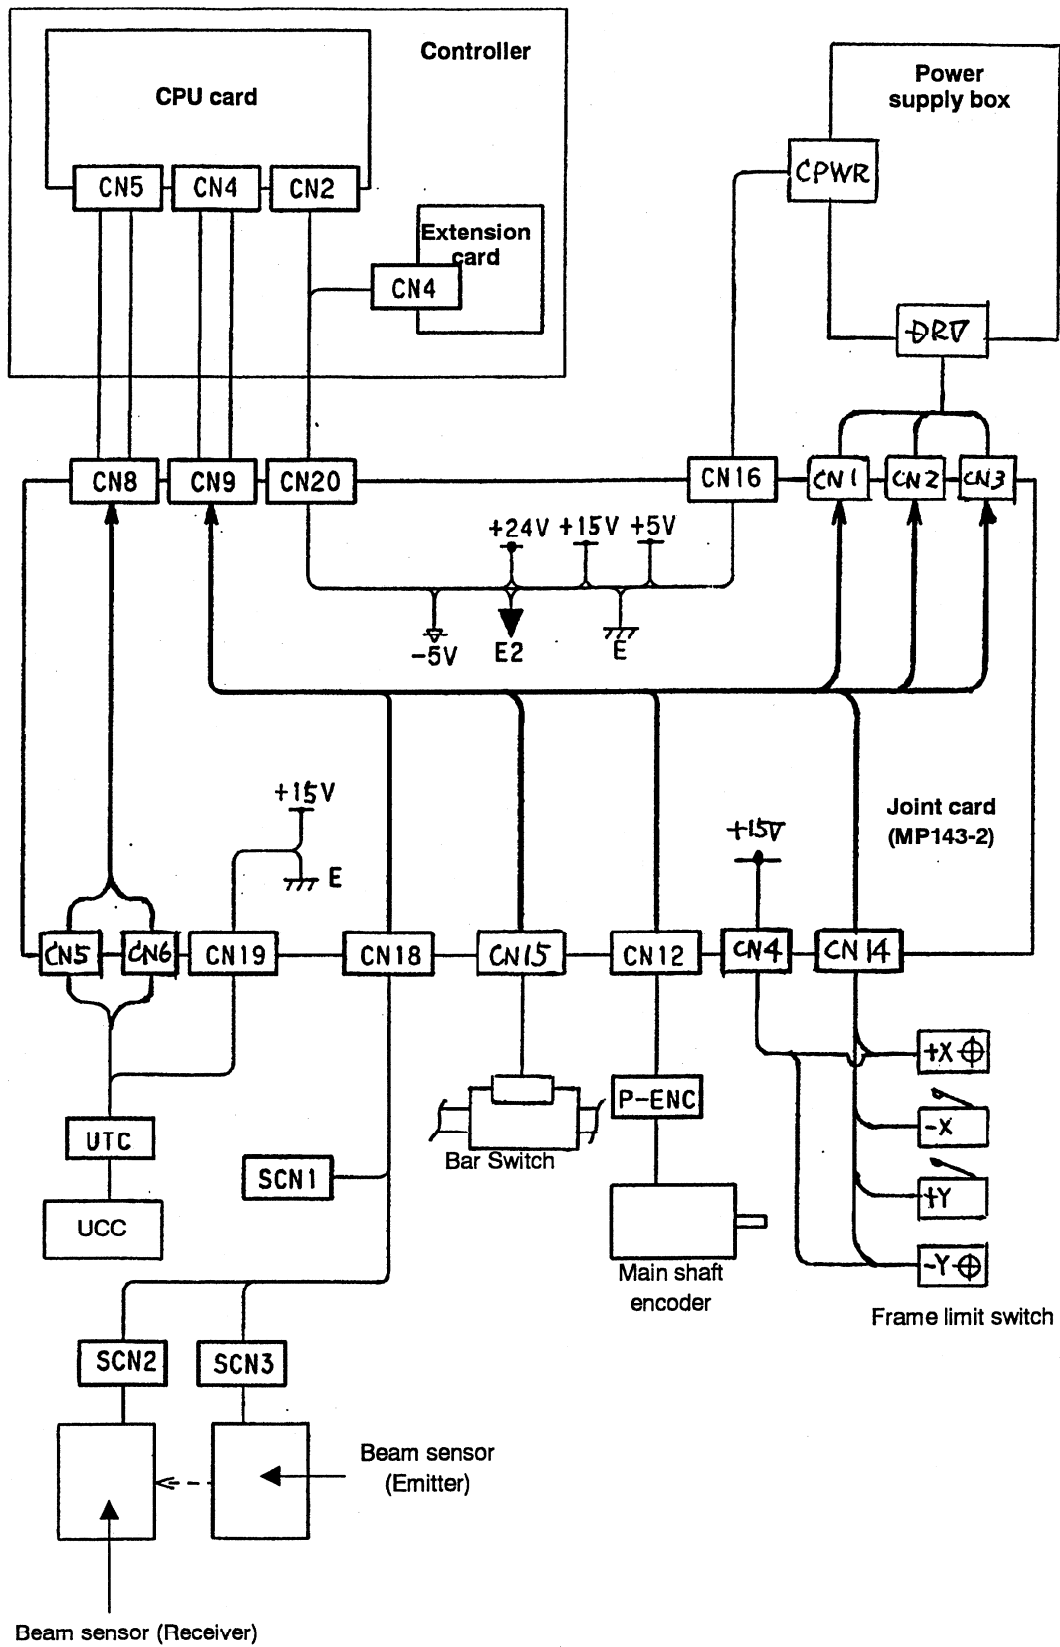 Controller
CPU card
Power
supply box
CPWR
CN5
CN4
CN2
Extension
card
CN4
DRV
CN8
CN9
CN20
CN16
CN1
CN2
CN3
+24V
+15V
+5V
-5V
E2
E
+15V
E
+15V
Joint card
(MP143-2)
CN5
CN6
CN19
CN18
CN15
CN12
CN4
CN14
+X
-X
+Y
-Y
Frame limit switch
P-ENC
Main shaft
encoder
Bar Switch
UTC
UCC
SCN1
SCN2
SCN3
Beam sensor
(Emitter)
Beam sensor (Receiver)